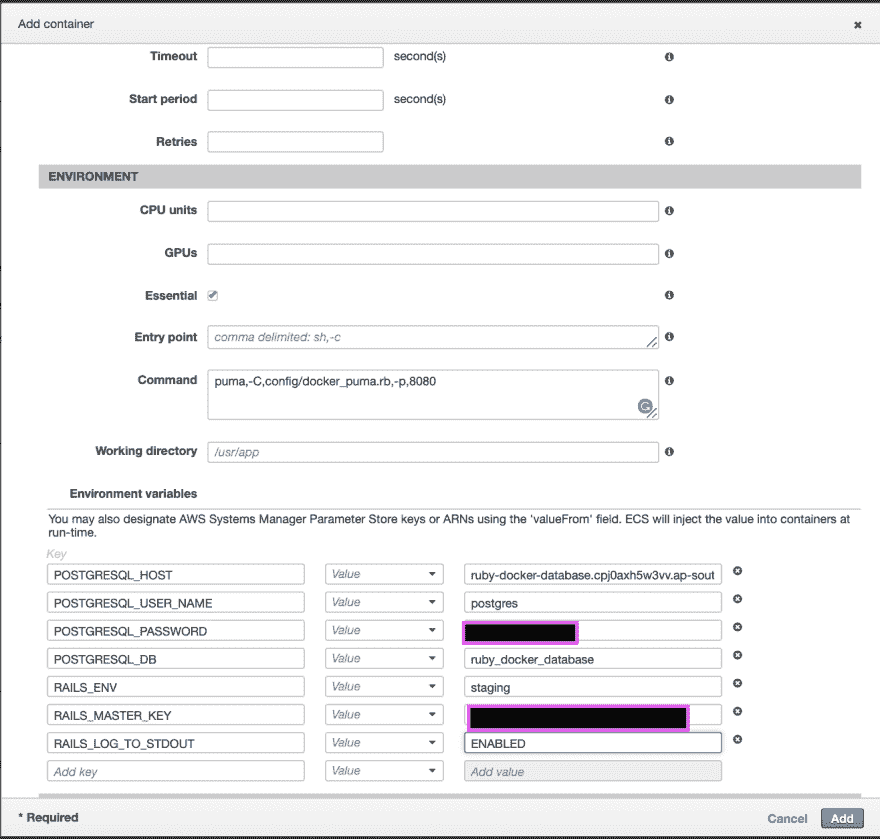 Add container
Timeout second(s)
Start period second(s)
Retries
ENVIRONMENT
CPU units
GPUs
Essential
Entry point comma delimited: sh,-c
Command puma,-C,config/docker_puma.rb,-p,8080
Working directory /usr/app
Environment variables
You may also designate AWS Systems Manager Parameter Store keys or ARNs using the 'valueFrom' field. ECS will inject the value into containers at
run-time.
Key
POSTGRESQL_HOST Value ruby-docker-database.cpj0axh5w3vv.ap-sout
POSTGRESQL_USER_NAME Value postgres
POSTGRESQL_PASSWORD Value
POSTGRESQL_DB Value ruby_docker_database
RAILS_ENV Value staging
RAILS_MASTER_KEY Value
RAILS_LOG_TO_STDOUT Value ENABLED
Add key Value Add value
* Required Cancel Add